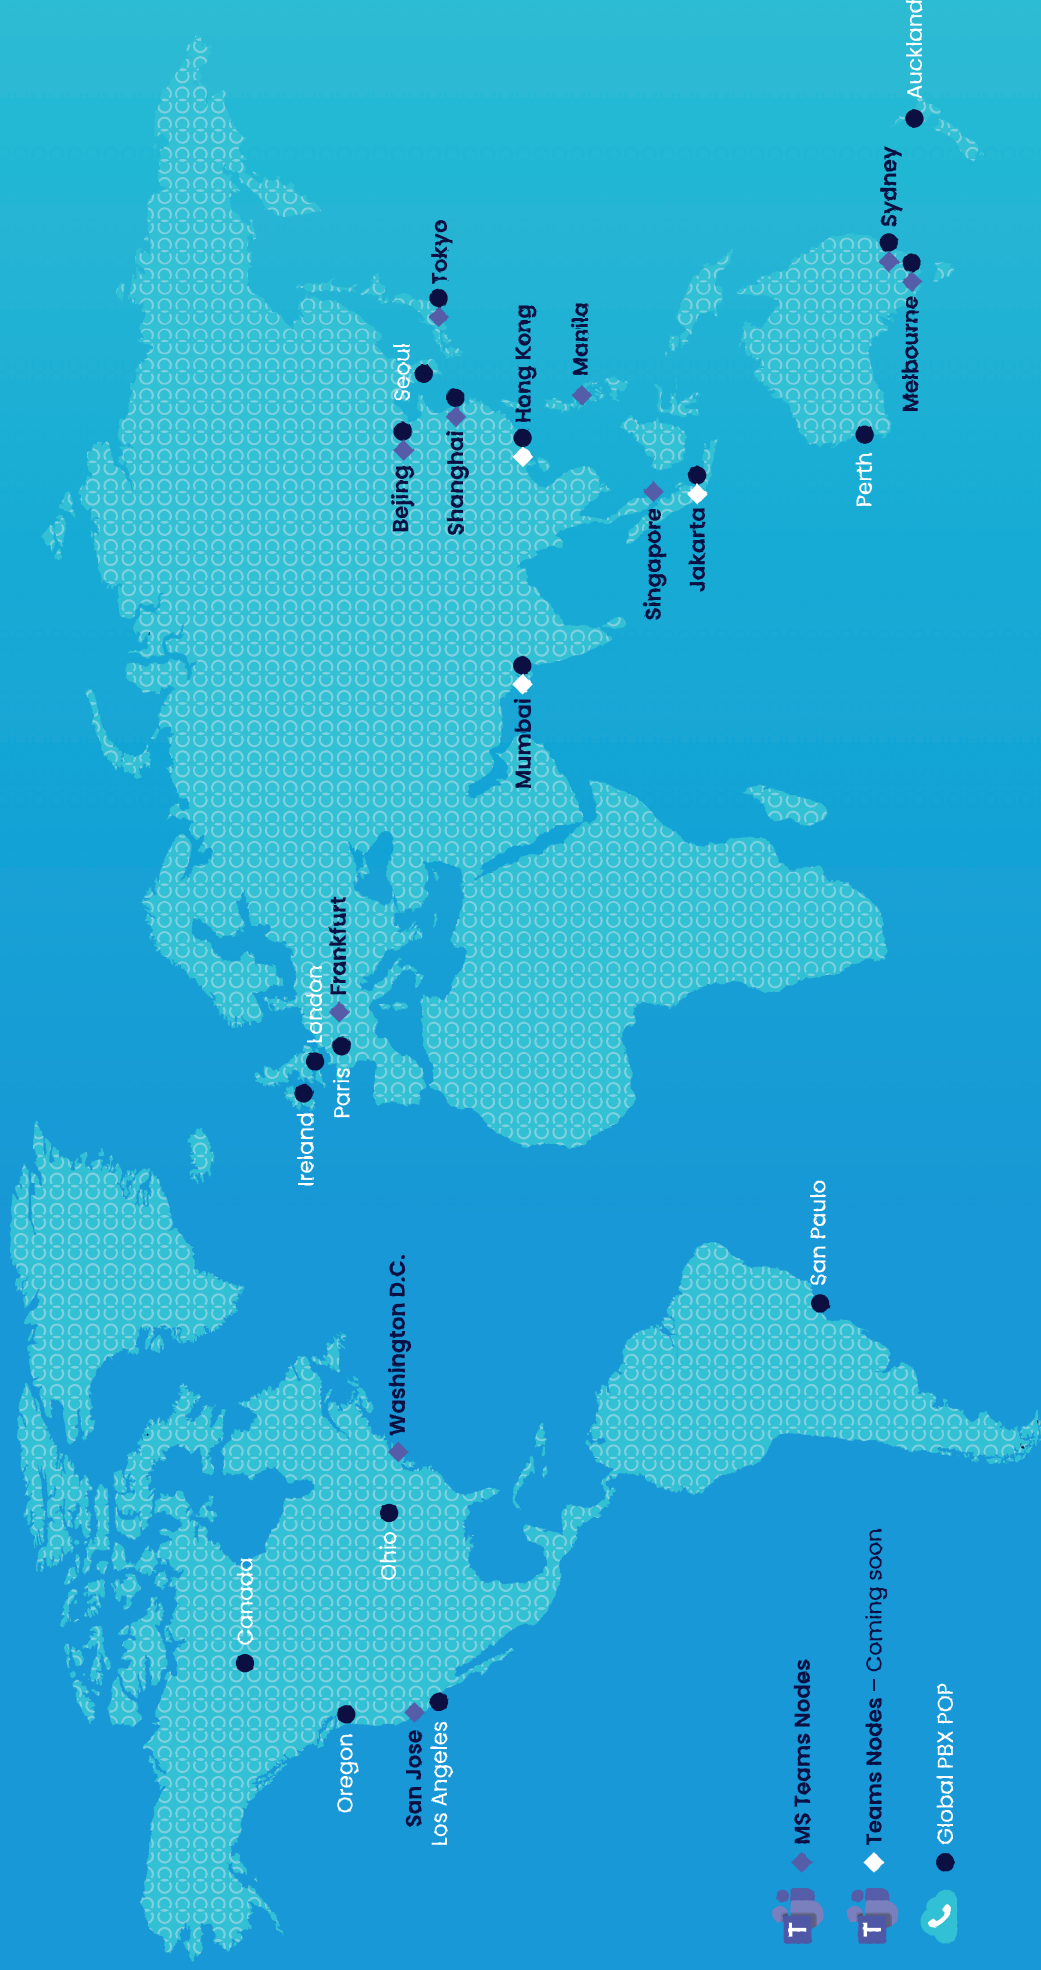 Canada
Oregon
San Jose
Los Angeles
Ohio
Washington D.C.
San Paulo
Ireland
London
Paris
Frankfurt
Mumbai
Bejing
Seoul
Shanghai
Tokyo
Hong Kong
Manila
Singapore
Jakarta
Perth
Melbourne
Sydney
Auckland
T MS Teams Nodes
T Teams Nodes – Coming soon
Global PBX POP